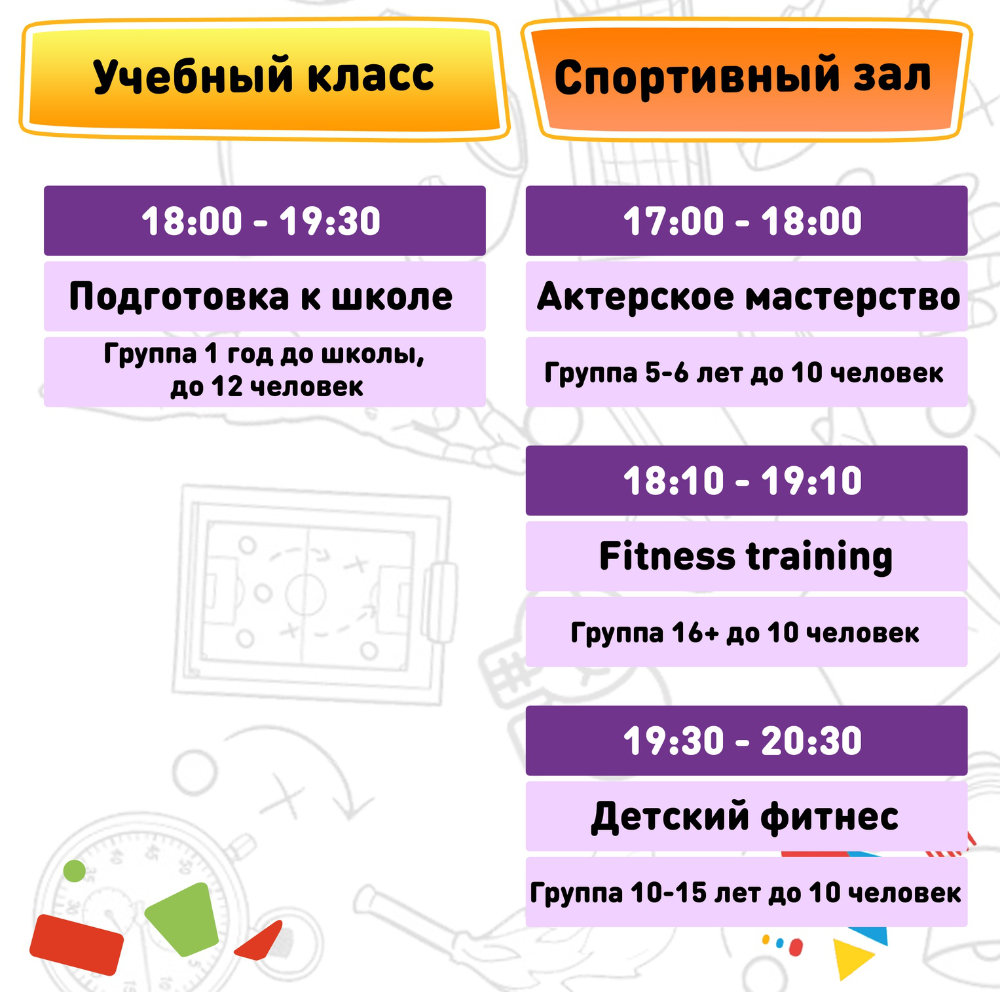 Учебный класс
18:00 - 19:30
Подготовка к школе
Группа 1 год до школы,
до 12 человек
Спортивный зал
17:00 - 18:00
Актерское мастерство
Группа 5-6 лет до 10 человек
18:10 - 19:10
Fitness training
Группа 16+ до 10 человек
19:30 - 20:30
Детский фитнес
Группа 10-15 лет до 10 человек